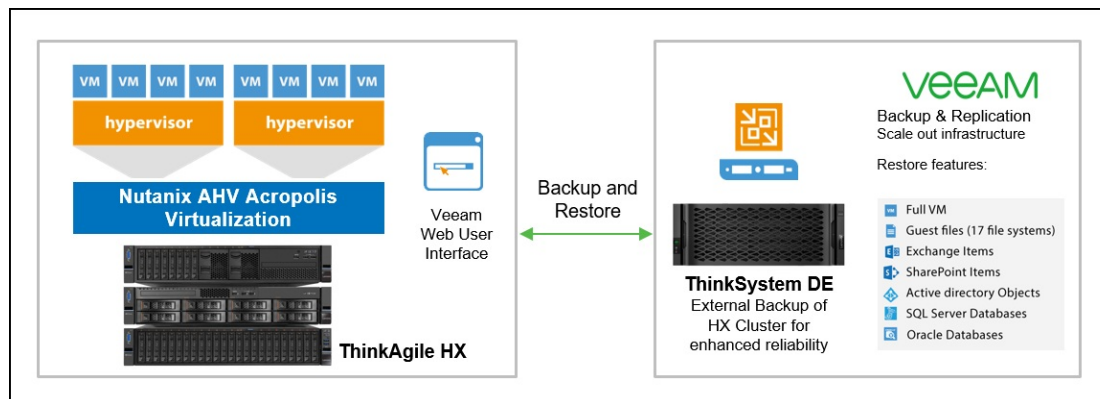 VM VM VM VM VM VM VM VM
hypervisor hypervisor
Nutanix AHV Acropolis
Virtualization
ThinkAgile HX
Veeam
Web User
Interface
Backup and
Restore
ThinkSystem DE
External Backup of
HX Cluster for
enhanced reliability
veeAM
Backup & Replication
Scale out infrastructure
Restore features:
VM Full VM
Guest files (17 file systems)
E Exchange Items
S SharePoint Items
Active directory Objects
SQL Server Databases
Oracle Databases